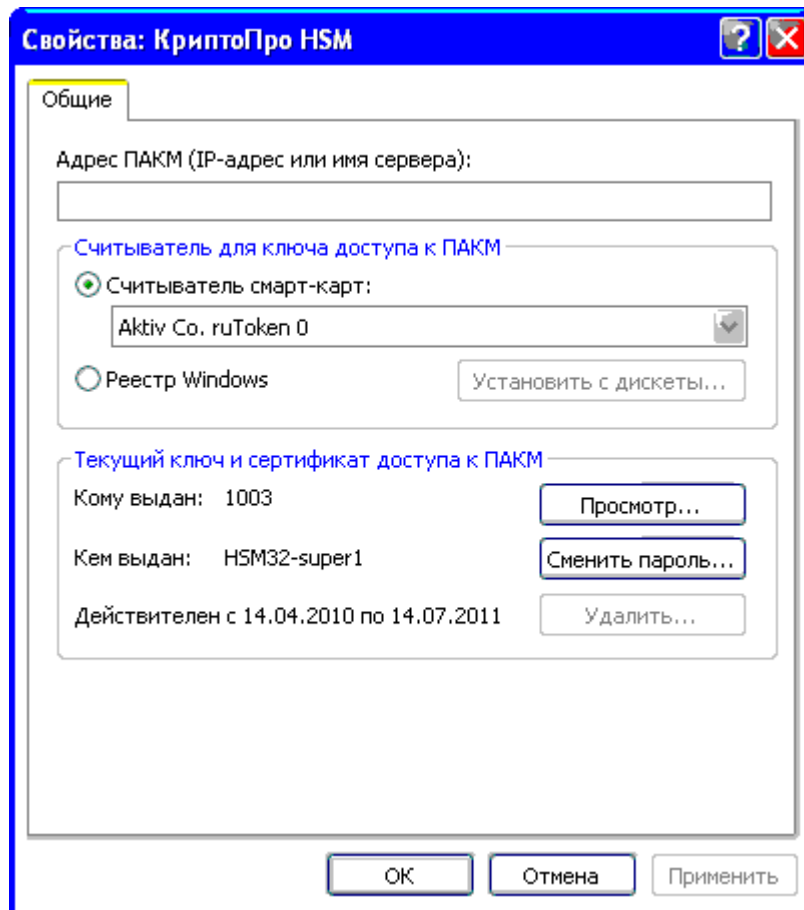 Свойства: КриптоПро HSM
Общие
Адрес ПАКМ (IP-адрес или имя сервера):
Считыватель для ключа доступа к ПАКМ
Считыватель смарт-карт:
Aktiv Co. ruToken 0
Реестр Windows Установить с дискеты...
Текущий ключ и сертификат доступа к ПАКМ
Кому выдан: 1003 Просмотр...
Кем выдан: HSM32-super1 Сменить пароль...
Действителен с 14.04.2010 по 14.07.2011 Удалить...
OK Отмена Применить